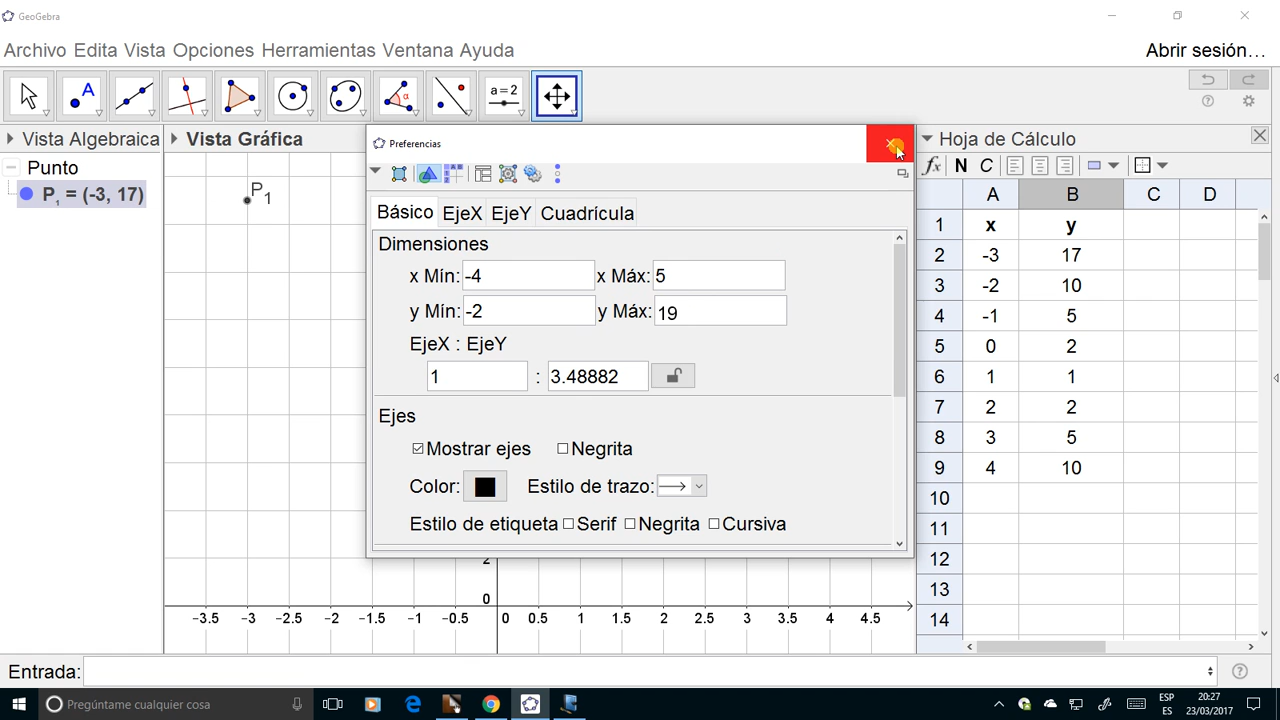 GeoGebra
Archivo Edita Vista Opciones Herramientas Ventana Ayuda
Abrir sesión...
A
α
a = 2
Vista Algebraica
Punto
P1 = (-3, 17)
Vista Gráfica
P1
2
0
-3.5 -3 -2.5 -2 -1.5 -1 -0.5 0 0.5 1 1.5 2 2.5 3 3.5 4 4.5
Preferencias
Básico EjeX EjeY Cuadrícula
Dimensiones
x Mín: -4 x Máx: 5
y Mín: -2 y Máx: 19
EjeX : EjeY
1 : 3.48882
Ejes
Mostrar ejes Negrita
Color: Estilo de trazo:
Estilo de etiqueta Serif Negrita Cursiva
Hoja de Cálculo
fx N C
A B C D
1 x y
2 -3 17
3 -2 10
4 -1 5
5 0 2
6 1 1
7 2 2
8 3 5
9 4 10
10
11
12
13
14
Entrada:
Pregúntame cualquier cosa
ESP
ES
20:27
23/03/2017